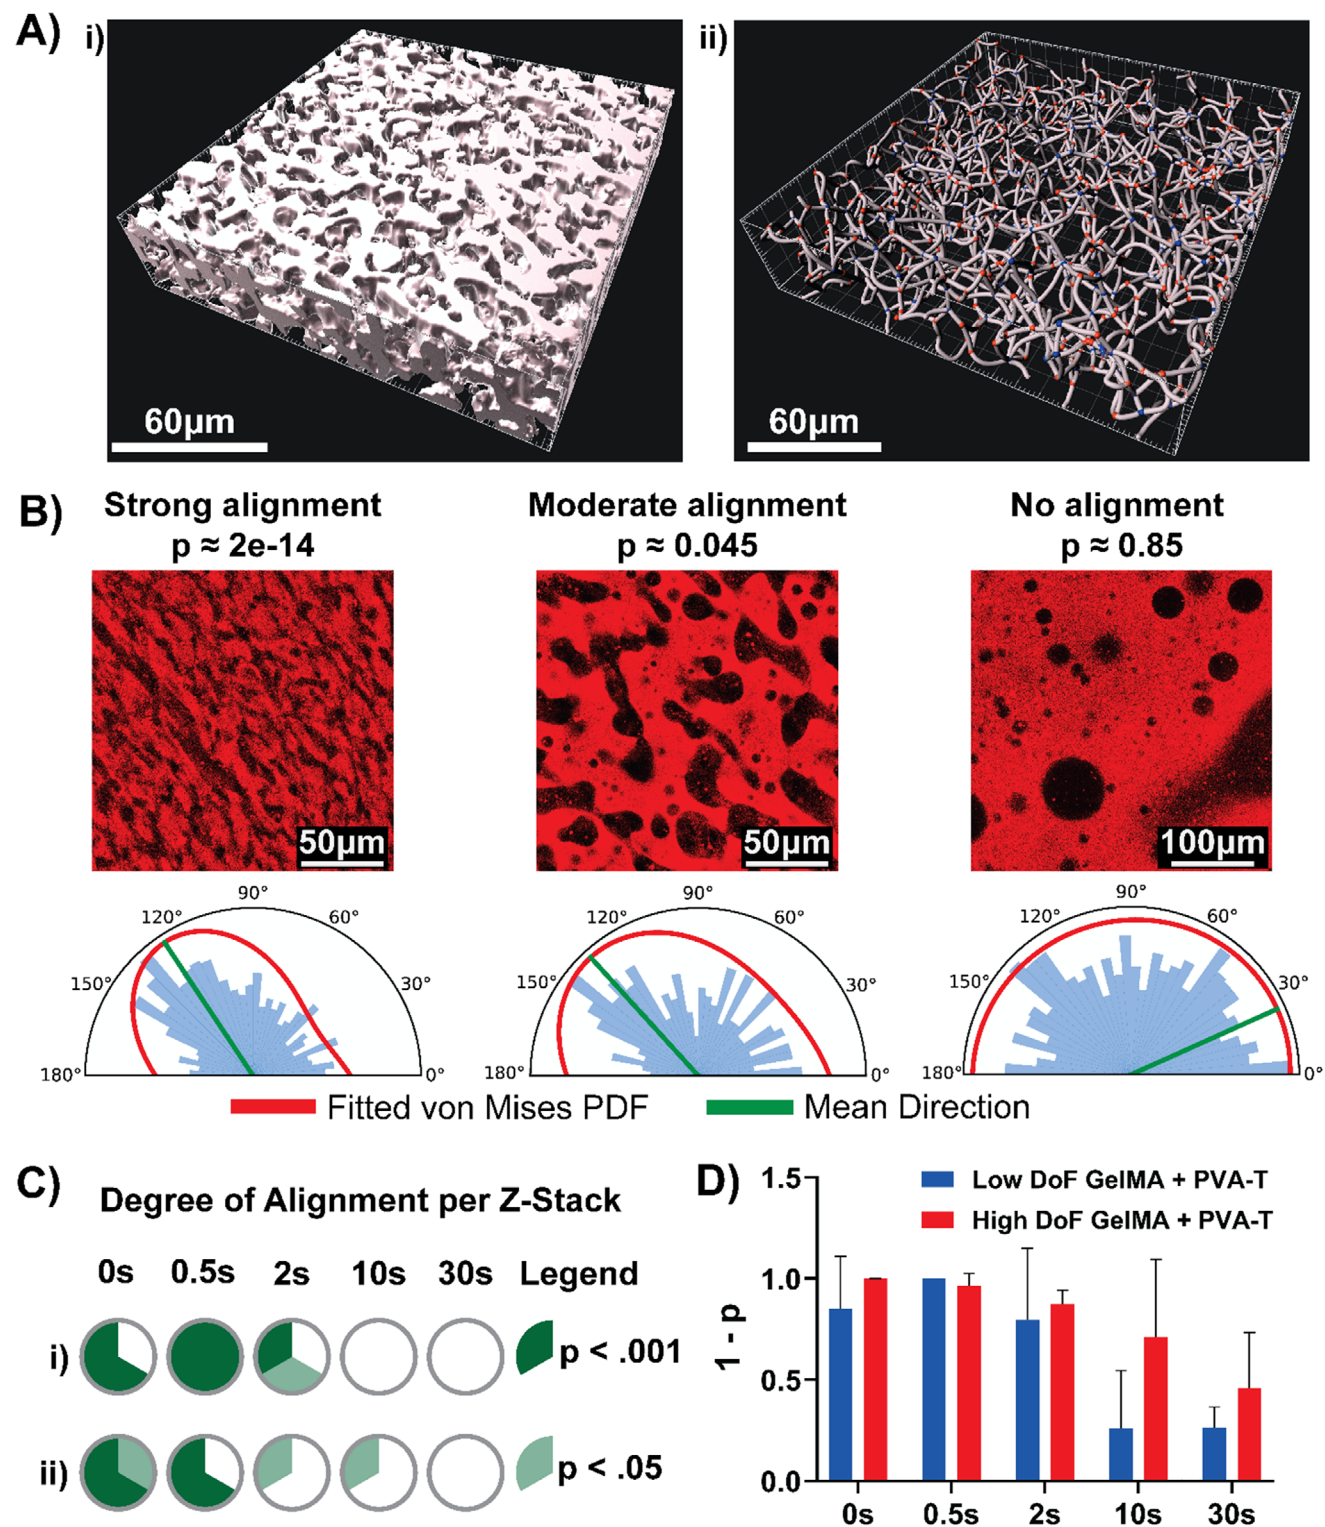 A)
i)
ii)
60µm
60µm
B)
Strong alignment
p ≈ 2e-14
Moderate alignment
p ≈ 0.045
No alignment
p ≈ 0.85
50µm
50µm
100µm
90°
120°
60°
150°
30°
180°
0°
90°
120°
60°
150°
30°
180°
0°
90°
120°
60°
150°
30°
180°
0°
Fitted von Mises PDF
Mean Direction
C)
Degree of Alignment per Z-Stack
0s 0.5s 2s 10s 30s Legend
i)
p < .001
ii)
p < .05
D)
Low DoF GelMA + PVA-T
High DoF GelMA + PVA-T
1 - p
1.5
1.0
0.5
0.0
0s 0.5s 2s 10s 30s